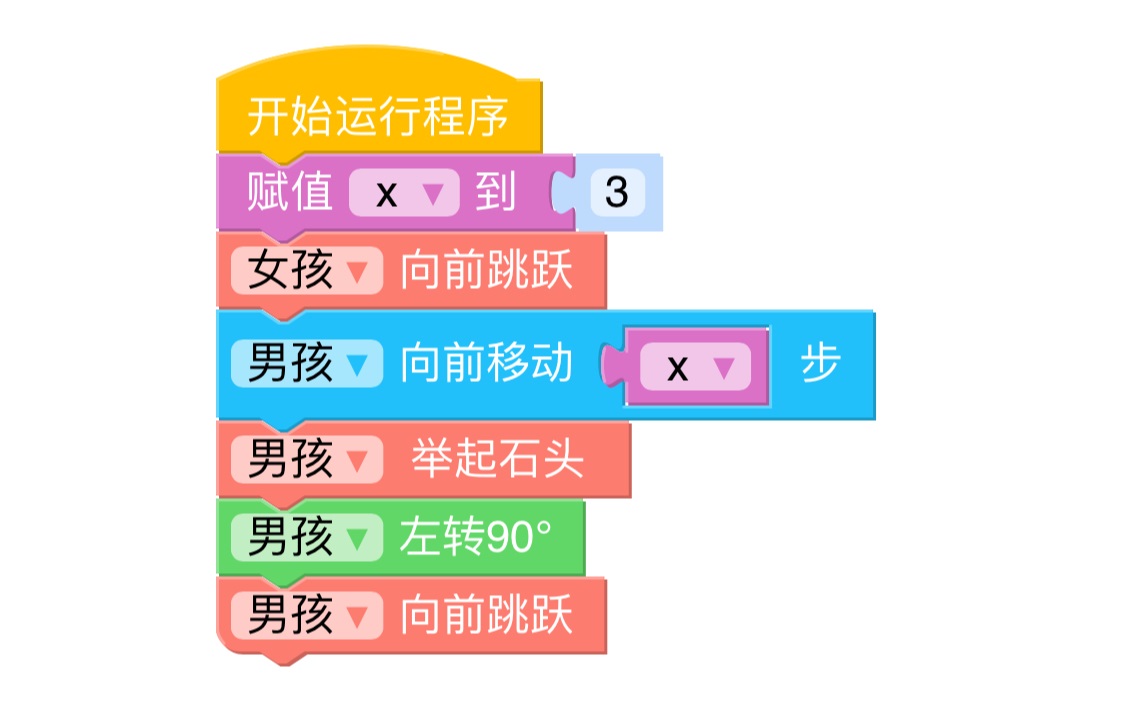 开始运行程序
赋值 x ▼ 到 3
女孩 ▼ 向前跳跃
男孩 ▼ 向前移动 x ▼ 步
男孩 ▼ 举起石头
男孩 ▼ 左转90°
男孩 ▼ 向前跳跃